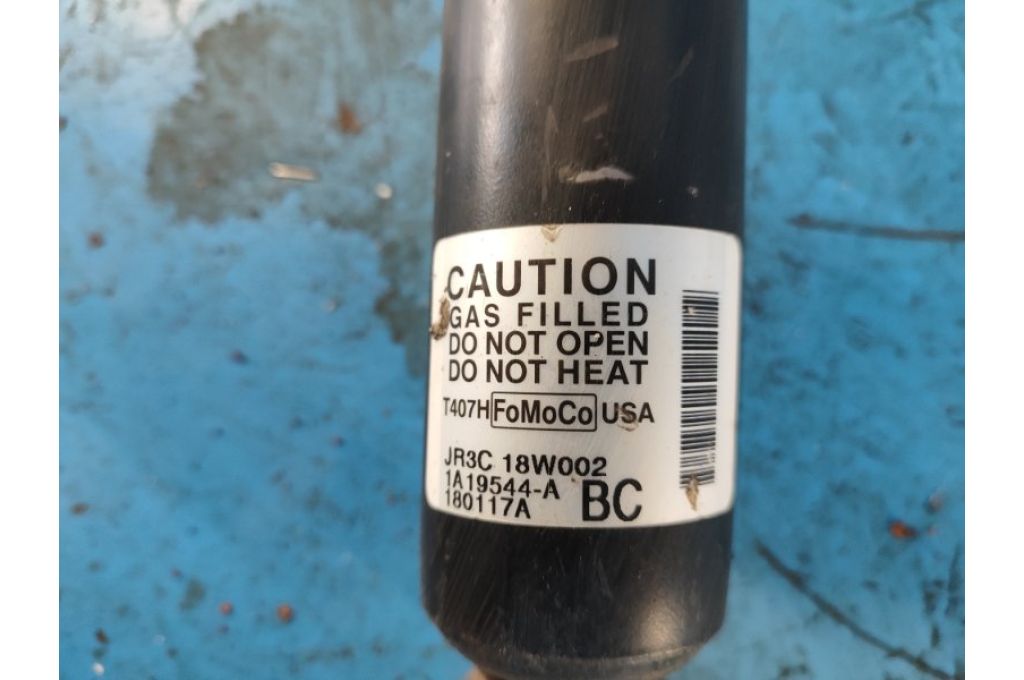 CAUTION
GAS FILLED
DO NOT OPEN
DO NOT HEAT
T407H FoMoCo USA
JR3C 18W002
1A19544-A
180117A BC